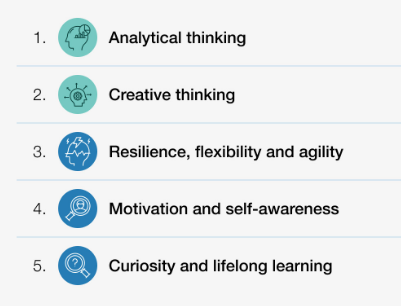 1. Analytical thinking
2. Creative thinking
3. Resilience, flexibility and agility
4. Motivation and self-awareness
5. Curiosity and lifelong learning